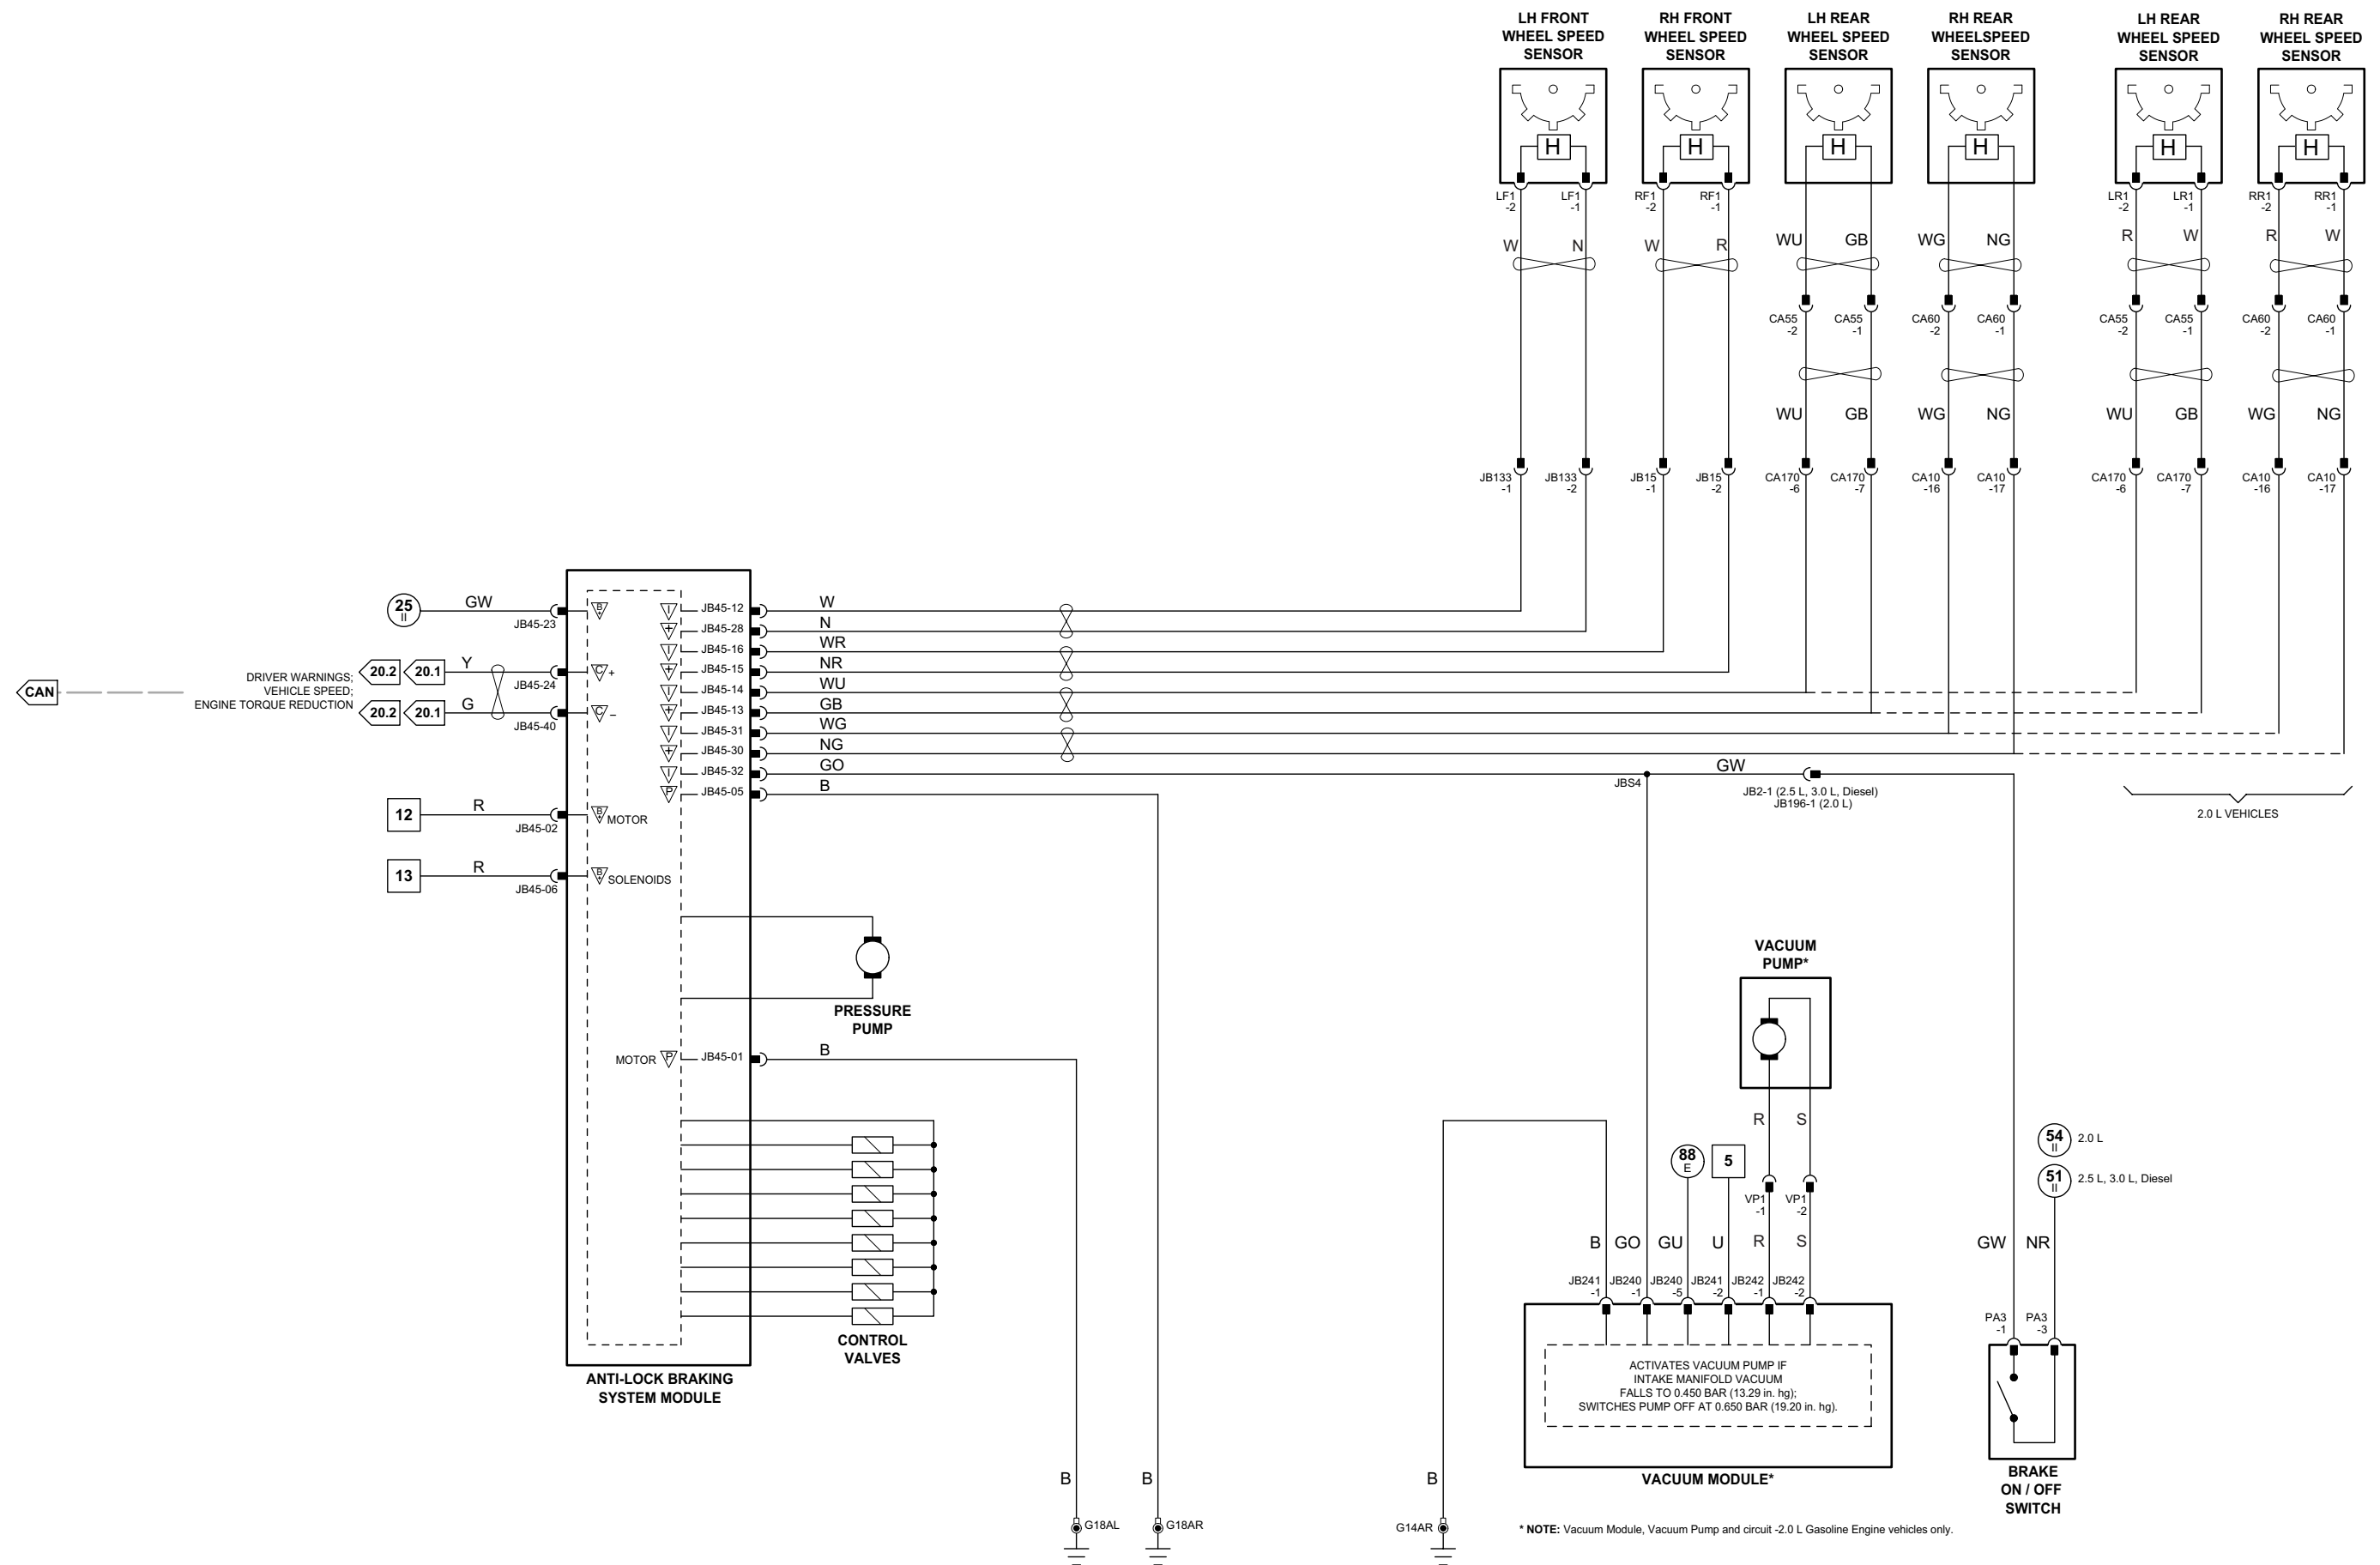 LH FRONT
WHEEL SPEED
SENSOR
RH FRONT
WHEEL SPEED
SENSOR
LH REAR
WHEEL SPEED
SENSOR
RH REAR
WHEELSPEED
SENSOR
LH REAR
WHEEL SPEED
SENSOR
RH REAR
WHEEL SPEED
SENSOR
H H H H H H
LF1
-2
LF1
-1
RF1
-2
RF1
-1
LR1
-2
LR1
-1
RR1
-2
RR1
-1
W N W R WU GB WG NG R W R W
CA55
-2
CA55
-1
CA60
-2
CA60
-1
CA55
-2
CA55
-1
CA60
-2
CA60
-1
WU GB WG NG WU GB WG NG
JB133
-1
JB133
-2
JB15
-1
JB15
-2
CA170
-6
CA170
-7
CA10
-16
CA10
-17
CA170
-6
CA170
-7
CA10
-16
CA10
-17
25
II
GW
JB45-23
B
+
CAN
DRIVER WARNINGS;
VEHICLE SPEED;
ENGINE TORQUE REDUCTION
20.2 20.1 Y
JB45-24
C +
20.2 20.1 G
JB45-40
C –
12 R
JB45-02
B
+
MOTOR
13 R
JB45-06
B
+
SOLENOIDS
I JB45-12 W
+ JB45-28 N
I JB45-16 WR
+ JB45-15 NR
I JB45-14 WU
+ JB45-13 GB
I JB45-31 WG
+ JB45-30 NG
I JB45-32 GO
P JB45-05 B
JBS4
GW
JB2-1 (2.5 L, 3.0 L, Diesel)
JB196-1 (2.0 L)
2.0 L VEHICLES
PRESSURE
PUMP
MOTOR P JB45-01 B
CONTROL
VALVES
ANTI-LOCK BRAKING
SYSTEM MODULE
VACUUM
PUMP*
R S
88
E
5
VP1
-1
VP1
-2
54
II
2.0 L
51
II
2.5 L, 3.0 L, Diesel
B GO GU U R S
GW NR
JB241
-1
JB240
-1
JB240
-5
JB241
-2
JB242
-1
JB242
-2
PA3
-1
PA3
-3
ACTIVATES VACUUM PUMP IF
INTAKE MANIFOLD VACUUM
FALLS TO 0.450 BAR (13.29 in. hg);
SWITCHES PUMP OFF AT 0.650 BAR (19.20 in. hg).
VACUUM MODULE*
BRAKE
ON / OFF
SWITCH
B B B
G18AL G18AR G14AR
* NOTE: Vacuum Module, Vacuum Pump and circuit -2.0 L Gasoline Engine vehicles only.